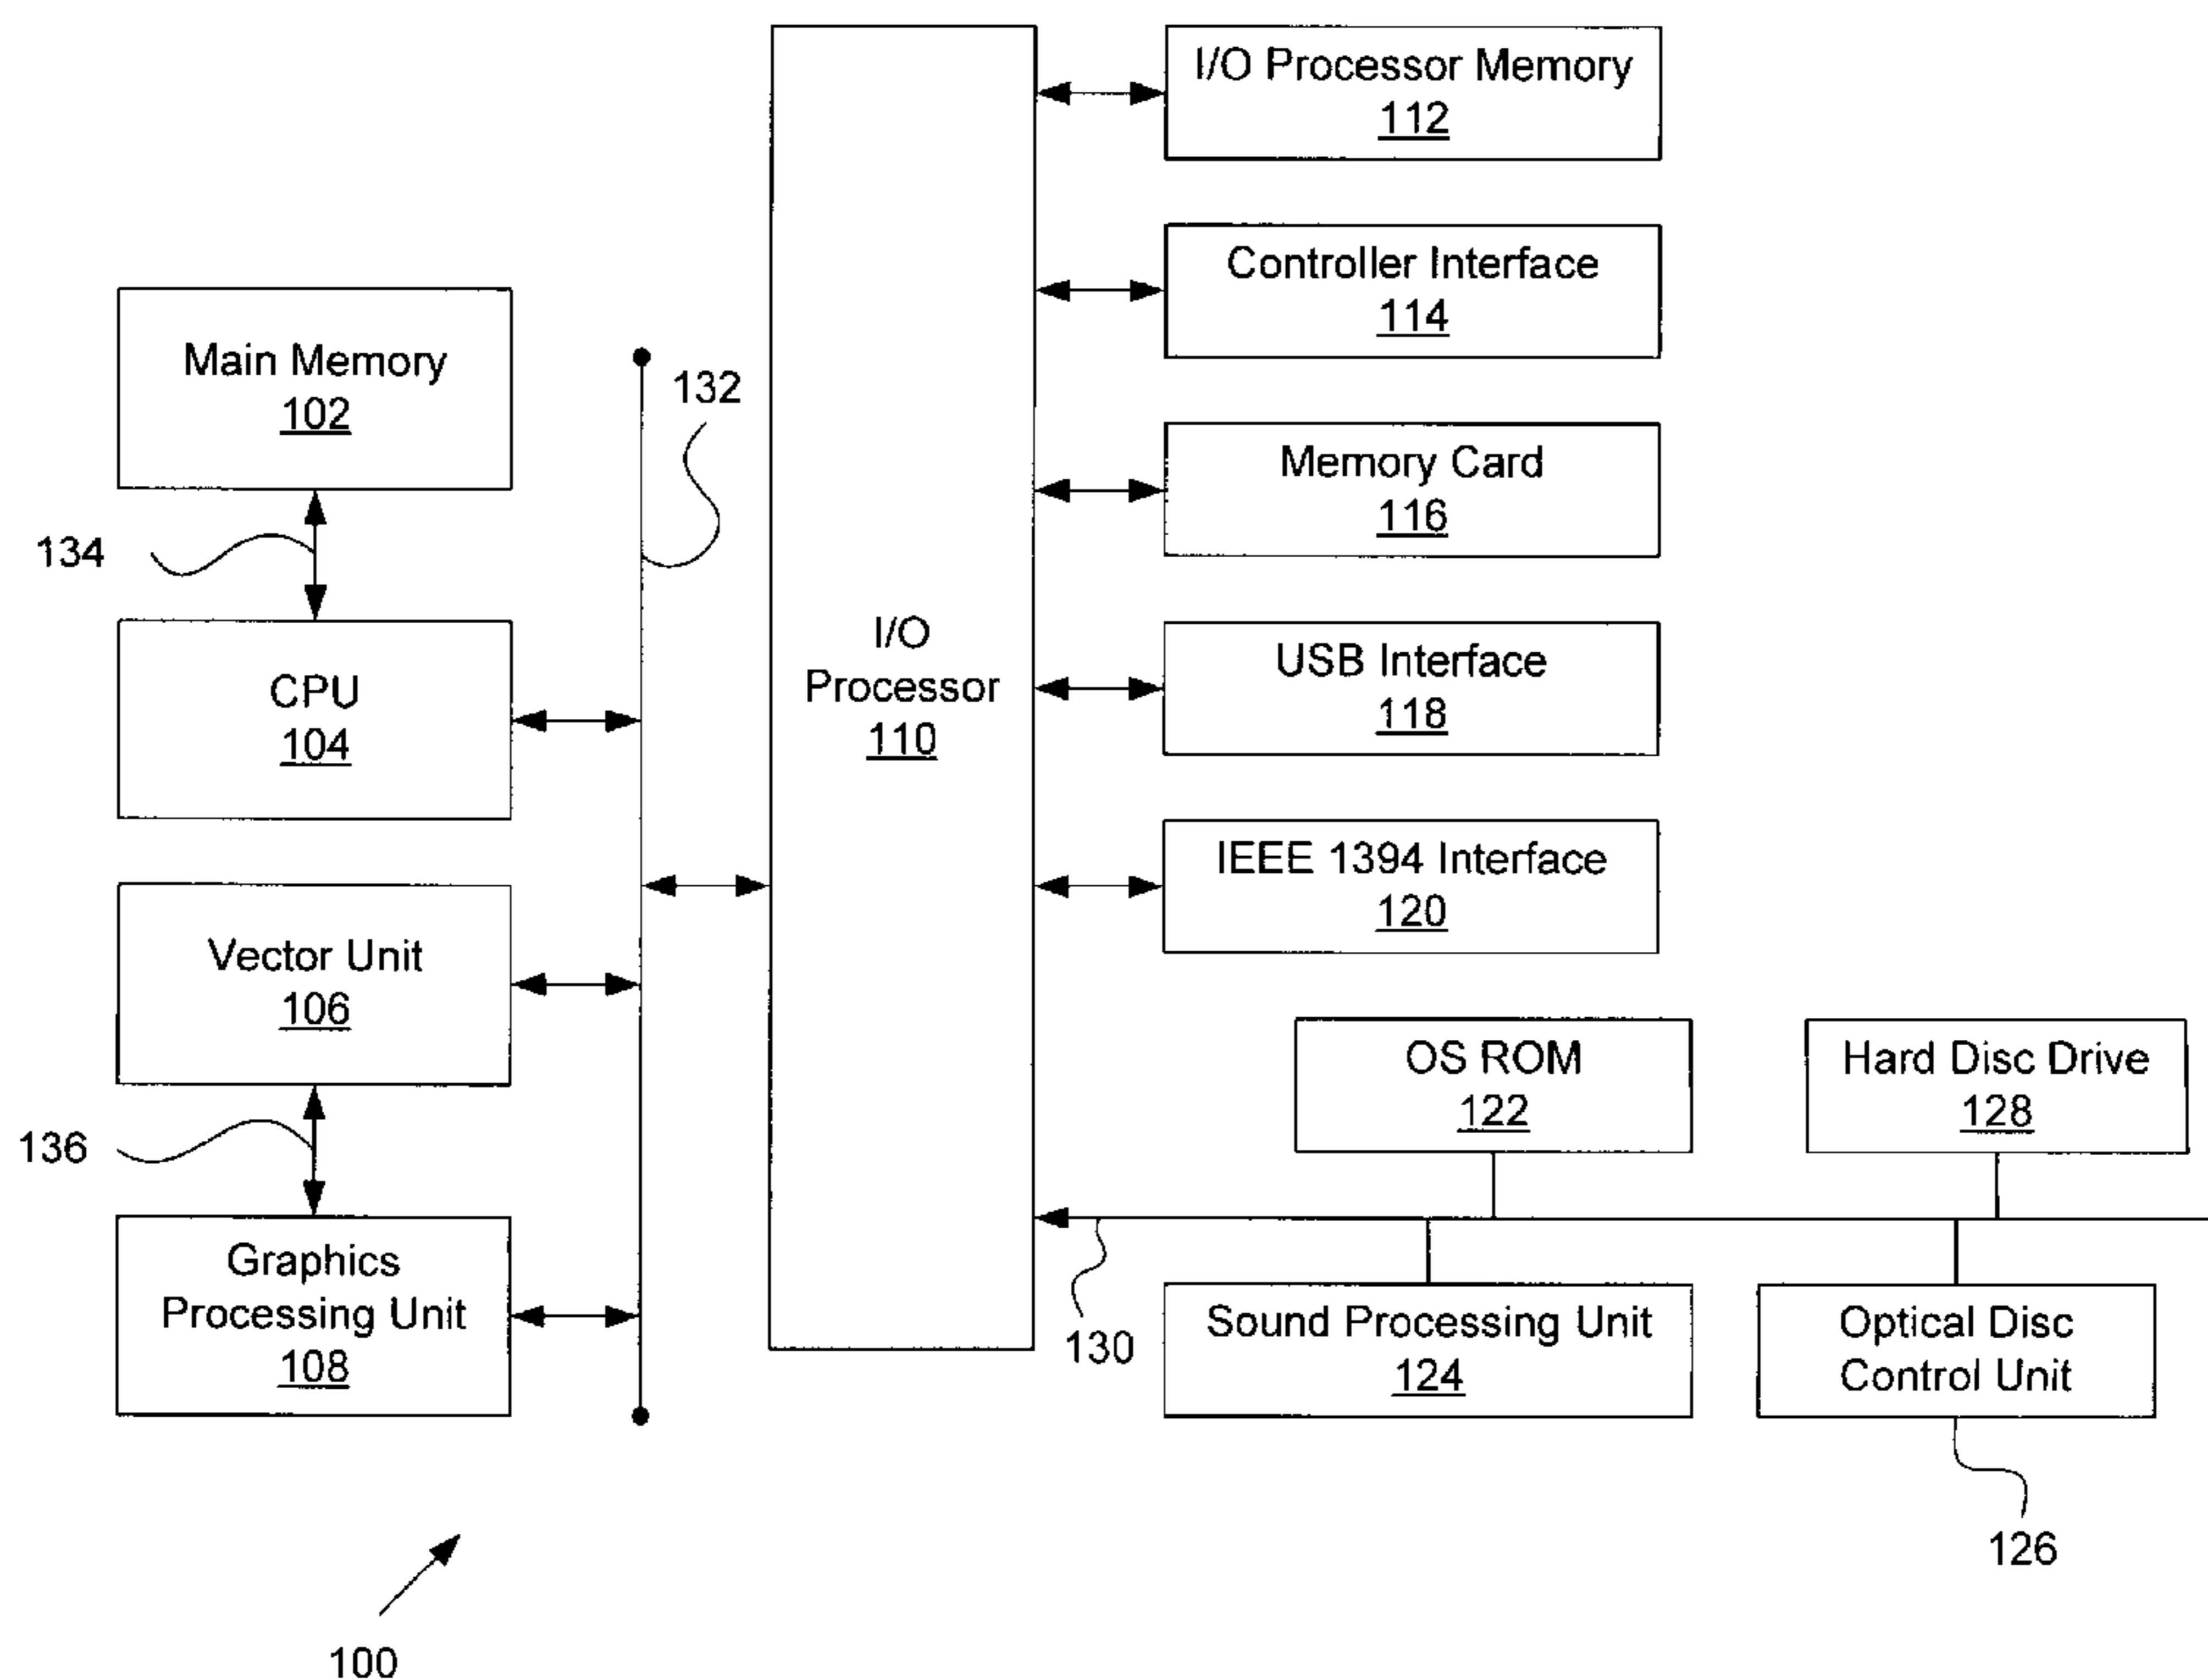 I/O Processor Memory
112
Controller Interface
114
Main Memory
102
132
Memory Card
116
134
I/O
Processor
110
USB Interface
118
CPU
104
IEEE 1394 Interface
120
Vector Unit
106
OS ROM
122
Hard Disc Drive
128
136
Graphics
Processing Unit
108
130
Sound Processing Unit
124
Optical Disc
Control Unit
126
100